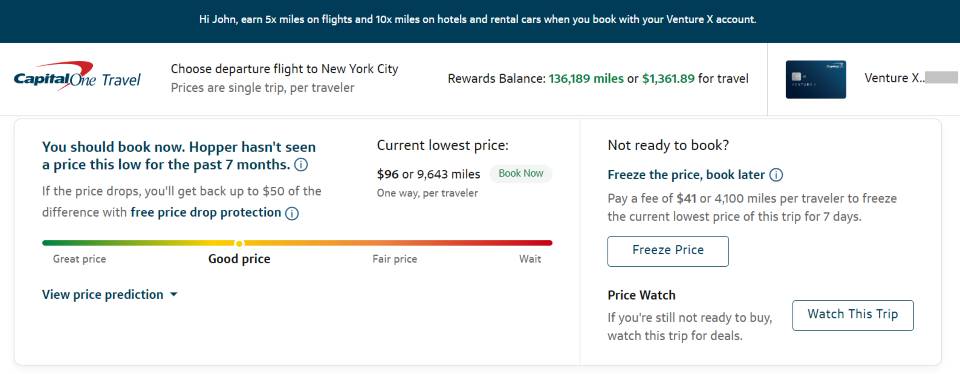 Hi John, earn 5x miles on flights and 10x miles on hotels and rental cars when you book with your Venture X account.
CapitalOne Travel
Choose departure flight to New York City
Prices are single trip, per traveler
Rewards Balance: 136,189 miles or $1,361.89 for travel
Venture X..
You should book now. Hopper hasn't seen
a price this low for the past 7 months.
If the price drops, you'll get back up to $50 of the
difference with free price drop protection
Current lowest price:
$96 or 9,643 miles Book Now
One way, per traveler
Great price Good price Fair price Wait
View price prediction
Not ready to book?
Freeze the price, book later
Pay a fee of $41 or 4,100 miles per traveler to freeze
the current lowest price of this trip for 7 days.
Freeze Price
Price Watch
If you're still not ready to buy,
watch this trip for deals.
Watch This Trip